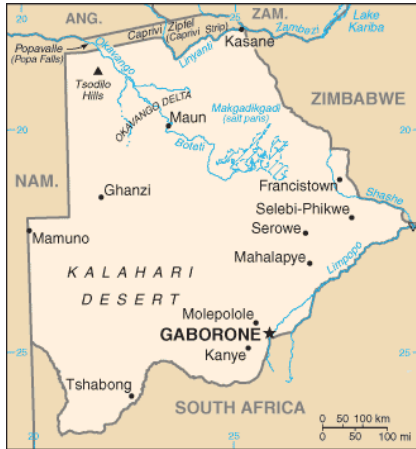 ANG.
ZAM.
Lake
Kariba
Popavalle
(Popa Falls)
Caprivi Zipfel
(Caprivi Strip)
Zambezi
Okavango
Linyanti
Kasane
Tsodilo
Hills
ZIMBABWE
OKAVANGO DELTA
Makgadikgadi
(salt pans)
20
20
Maun
Boteti
NAM.
Ghanzi
Francistown
Shashe
Selebi-Phikwe
Serowe
Mamuno
Mahalapye
Limpopo
KALAHARI
DESERT
Molepolole
GABORONE
Kanye
25
25
Tshabong
SOUTH AFRICA
0 50 100 km
0 50 100 mi
20
25